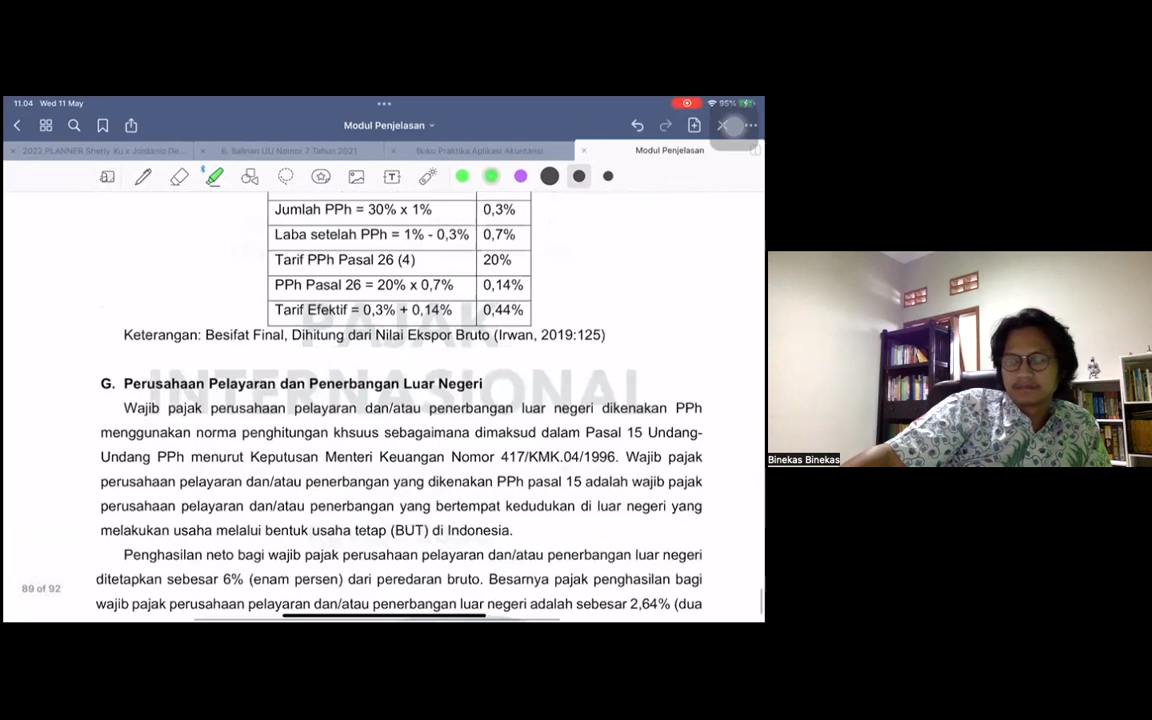 11.04 Wed 11 May
95%
Modul Penjelasan
2022 PLANNER Shelly Ku x Jordanio De...
6. Salinan UU Nomor 7 Tahun 2021
Buku Praktika Aplikasi Akuntansi
Modul Penjelasan
Jumlah PPh = 30% x 1% 0,3%
Laba setelah PPh = 1% - 0,3% 0,7%
Tarif PPh Pasal 26 (4) 20%
PPh Pasal 26 = 20% x 0,7% 0,14%
Tarif Efektif = 0,3% + 0,14% 0,44%
PAJAK
INTERNASIONAL
Keterangan: Besifat Final, Dihitung dari Nilai Ekspor Bruto (Irwan, 2019:125)
G. Perusahaan Pelayaran dan Penerbangan Luar Negeri
Wajib pajak perusahaan pelayaran dan/atau penerbangan luar negeri dikenakan PPh
menggunakan norma penghitungan khsuus sebagaimana dimaksud dalam Pasal 15 Undang-
Undang PPh menurut Keputusan Menteri Keuangan Nomor 417/KMK.04/1996. Wajib pajak
perusahaan pelayaran dan/atau penerbangan yang dikenakan PPh pasal 15 adalah wajib pajak
perusahaan pelayaran dan/atau penerbangan yang bertempat kedudukan di luar negeri yang
melakukan usaha melalui bentuk usaha tetap (BUT) di Indonesia.
Penghasilan neto bagi wajib pajak perusahaan pelayaran dan/atau penerbangan luar negeri
ditetapkan sebesar 6% (enam persen) dari peredaran bruto. Besarnya pajak penghasilan bagi
wajib pajak perusahaan pelayaran dan/atau penerbangan luar negeri adalah sebesar 2,64% (dua
89 of 92
Binekas Binekas